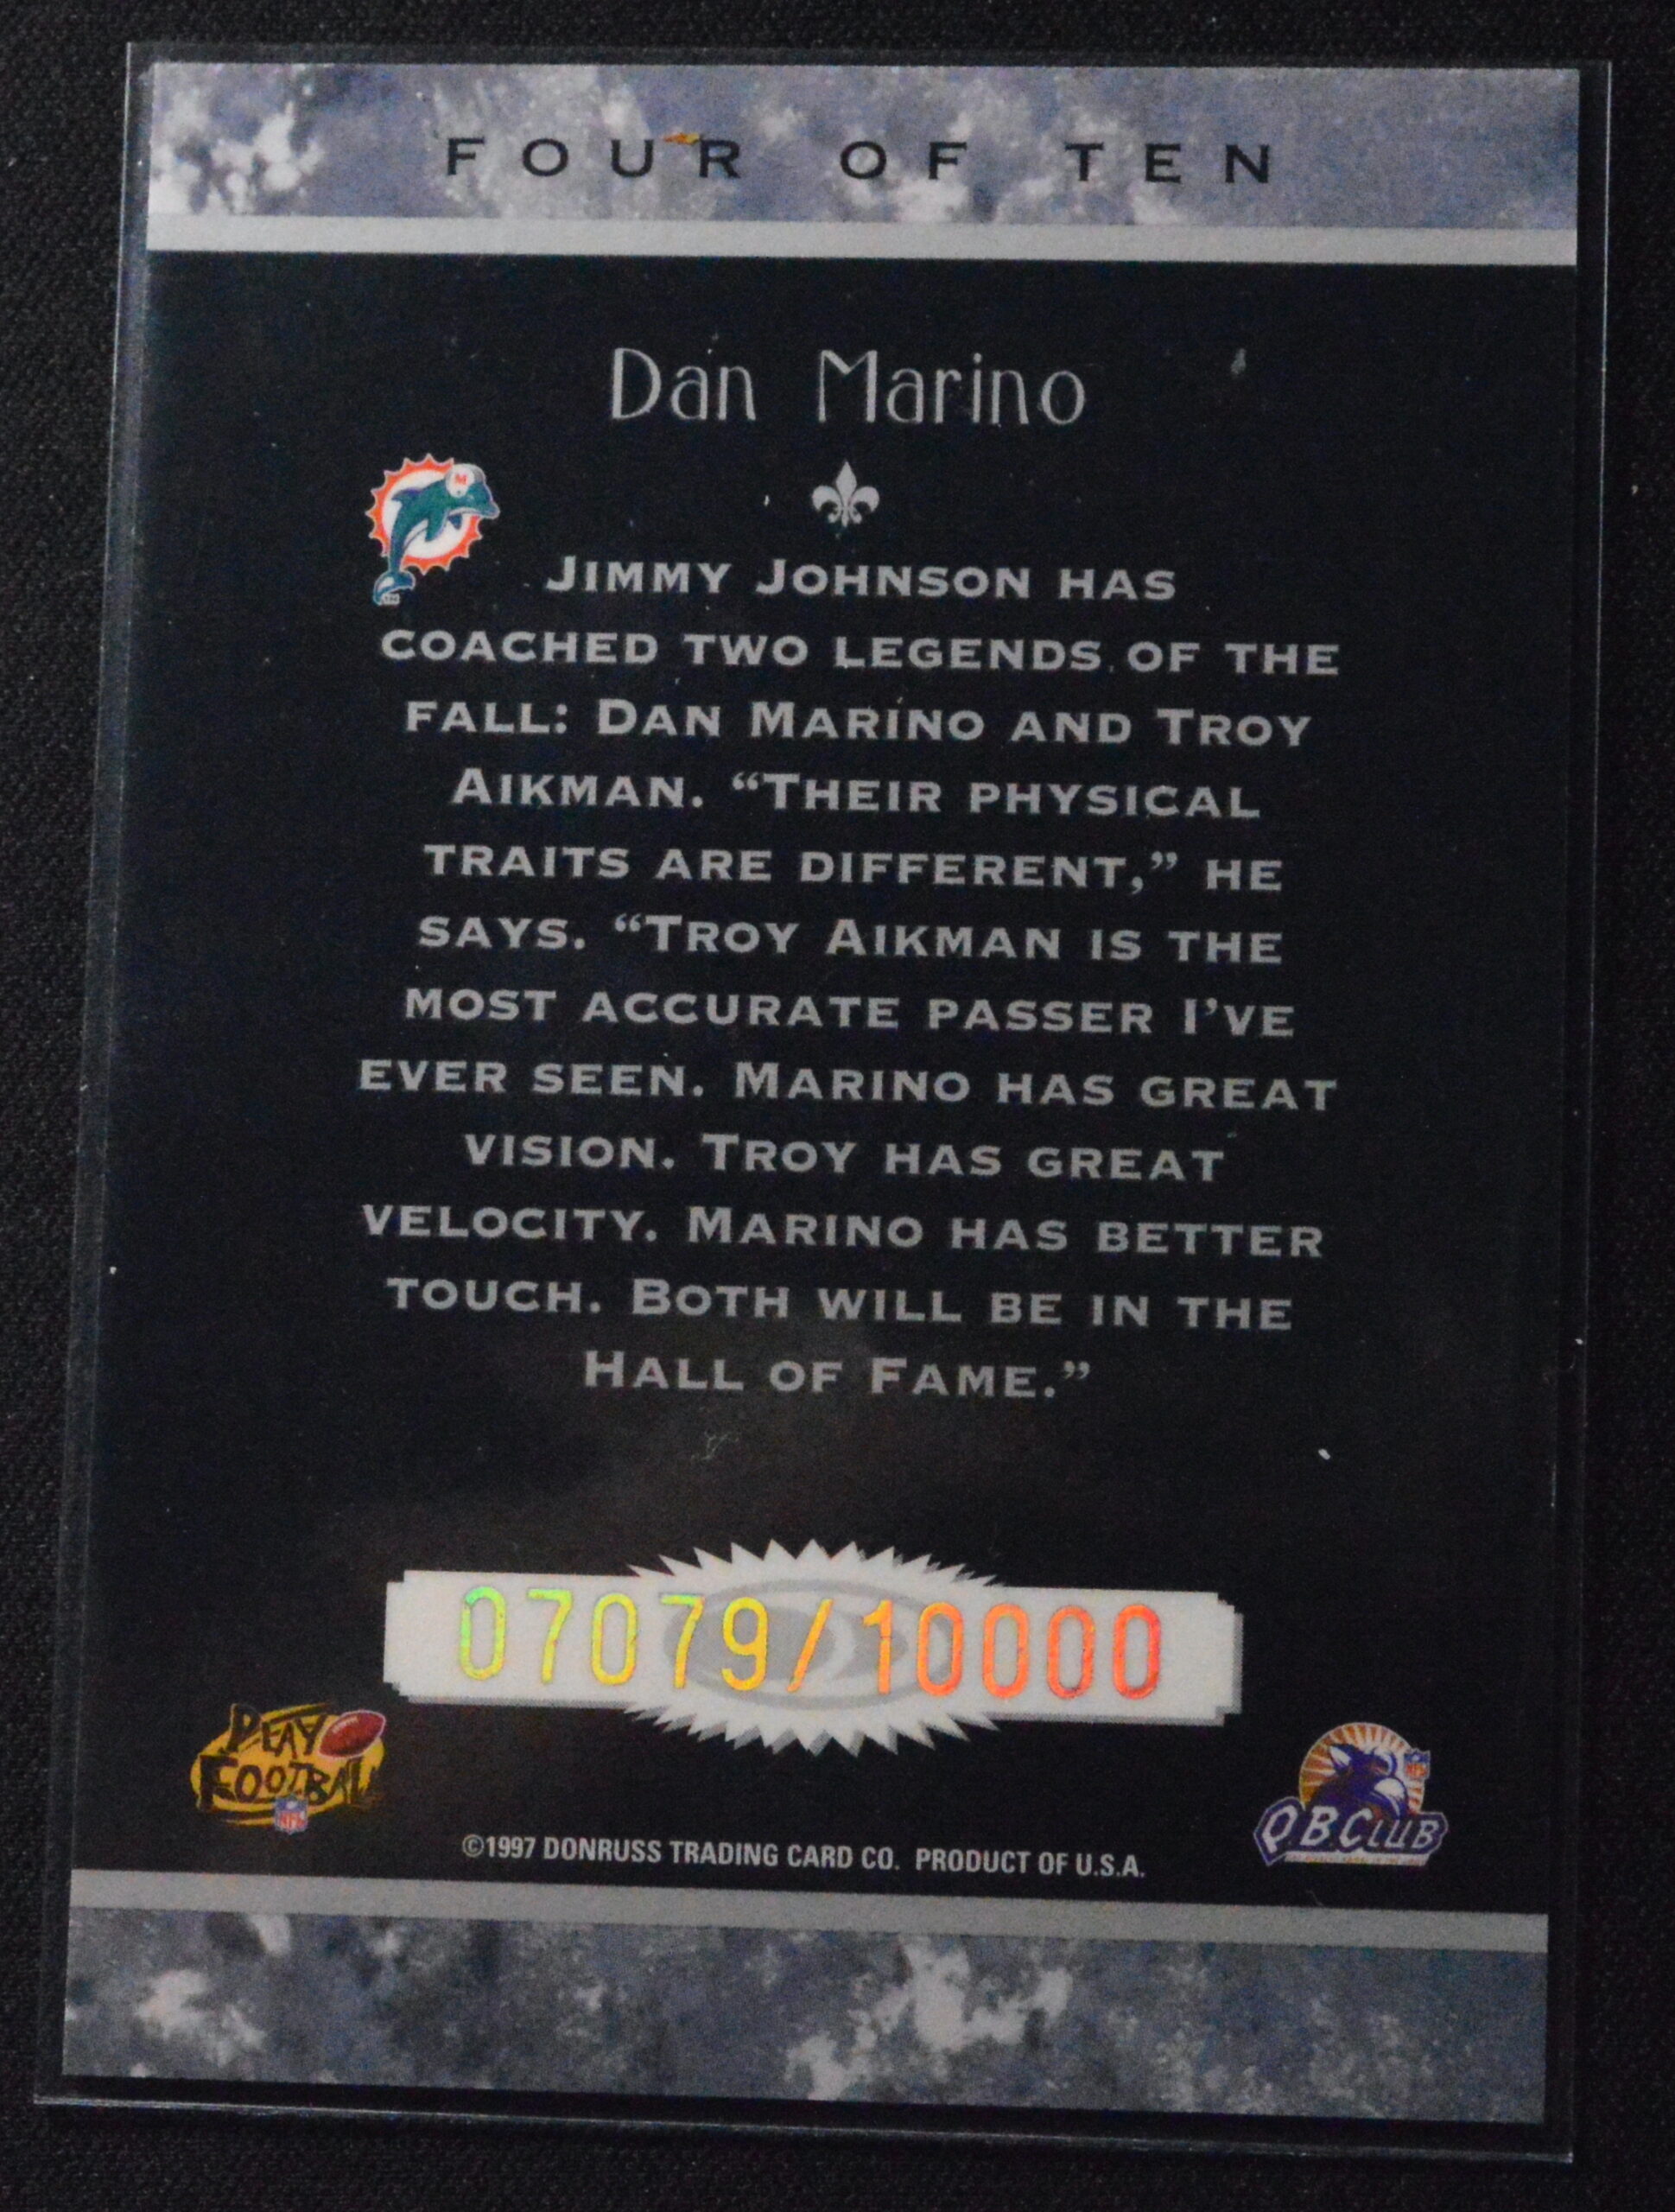 FOUR OF TEN
Dan Marino
M
JIMMY JOHNSON HAS
COACHED TWO LEGENDS OF THE
FALL: DAN MARINO AND TROY
AIKMAN. “THEIR PHYSICAL
TRAITS ARE DIFFERENT,” HE
SAYS. “TROY AIKMAN IS THE
MOST ACCURATE PASSER I’VE
EVER SEEN. MARINO HAS GREAT
VISION. TROY HAS GREAT
VELOCITY. MARINO HAS BETTER
TOUCH. BOTH WILL BE IN THE
HALL OF FAME.”
07079/10000
PLAY
FOOTBALL
NFL
NFL
QB CLUB
©1997 DONRUSS TRADING CARD CO. PRODUCT OF U.S.A.